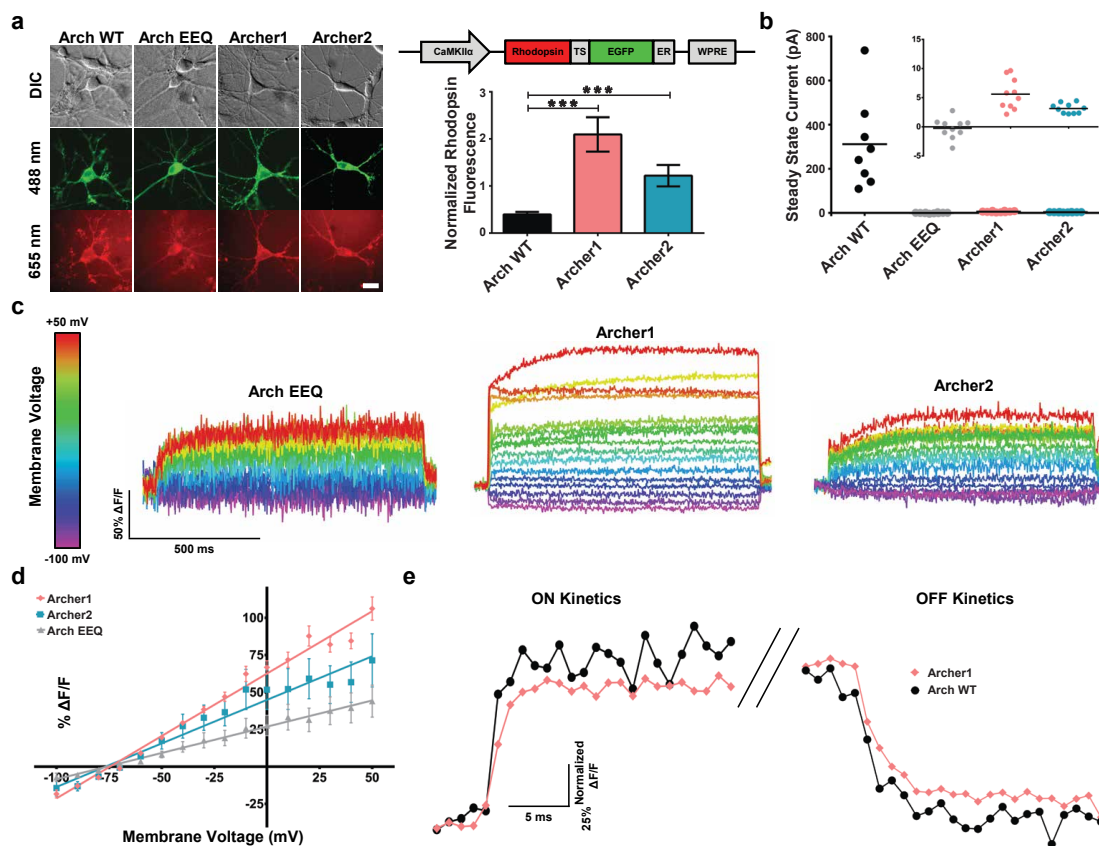 a
Arch WT Arch EEQ Archer1 Archer2
DIC
488 nm
655 nm
CaMKIIα Rhodopsin TS EGFP ER WPRE
Normalized Rhodopsin
Fluorescence
3
2
1
0
***
***
Arch WT
Archer1
Archer2
b
Steady State Current (pA)
800
600
400
200
0
15
10
5
0
-5
Arch WT
Arch EEQ
Archer1
Archer2
c
+50 mV
Membrane Voltage
-100 mV
Arch EEQ
50% ΔF/F
500 ms
Archer1
Archer2
d
Archer1
Archer2
Arch EEQ
% ΔF/F
100
75
50
25
-25
-100 -75 -50 -25 25 50
Membrane Voltage (mV)
e
ON Kinetics
OFF Kinetics
Archer1
Arch WT
25% Normalized
ΔF/F
5 ms